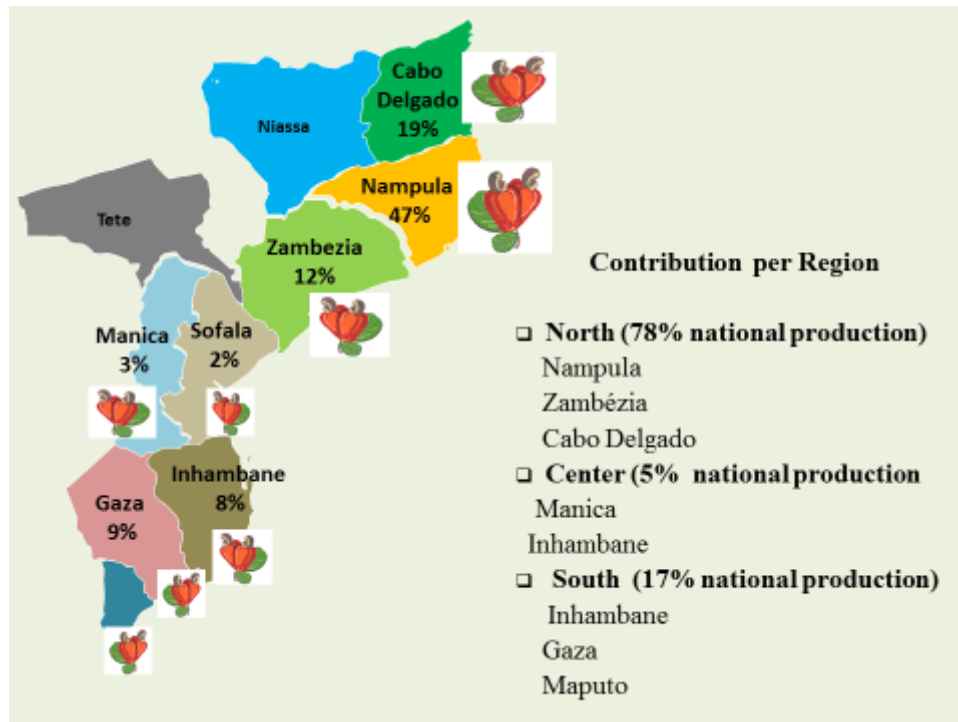 Cabo
Delgado
19%
Niassa
Nampula
47%
Tete
Zambezia
12%
Manica
3%
Sofala
2%
Inhambane
8%
Gaza
9%
Contribution per Region
❑ North (78% national production)
Nampula
Zambézia
Cabo Delgado
❑ Center (5% national production
Manica
Inhambane
❑ South (17% national production)
Inhambane
Gaza
Maputo